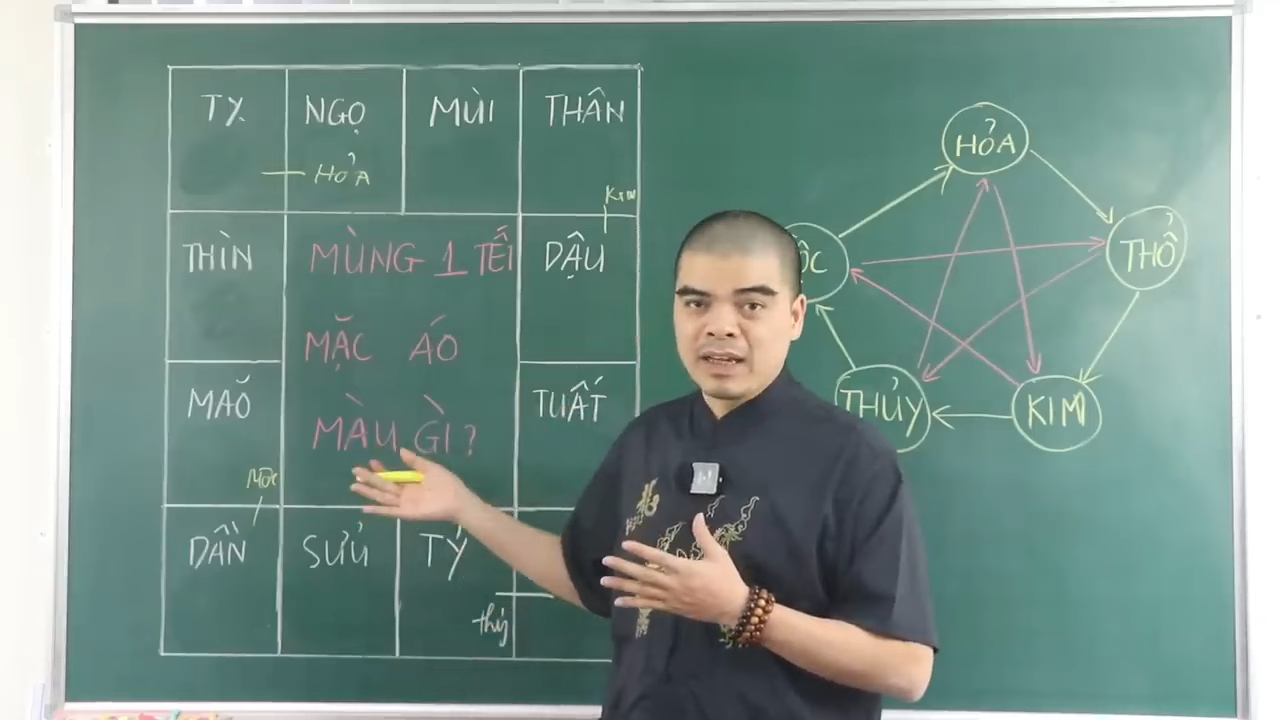 TỴ NGỌ MÙI THÂN
HỎA
KIM
THÌN
MÙNG 1 TẾT
DẬU
MẶC ÁO
MÃO
MÀU GÌ?
TUẤT
MỘC
DẦN SỬU TÝ
thủy
HỎA
ỘC
THỔ
THỦY
KIM